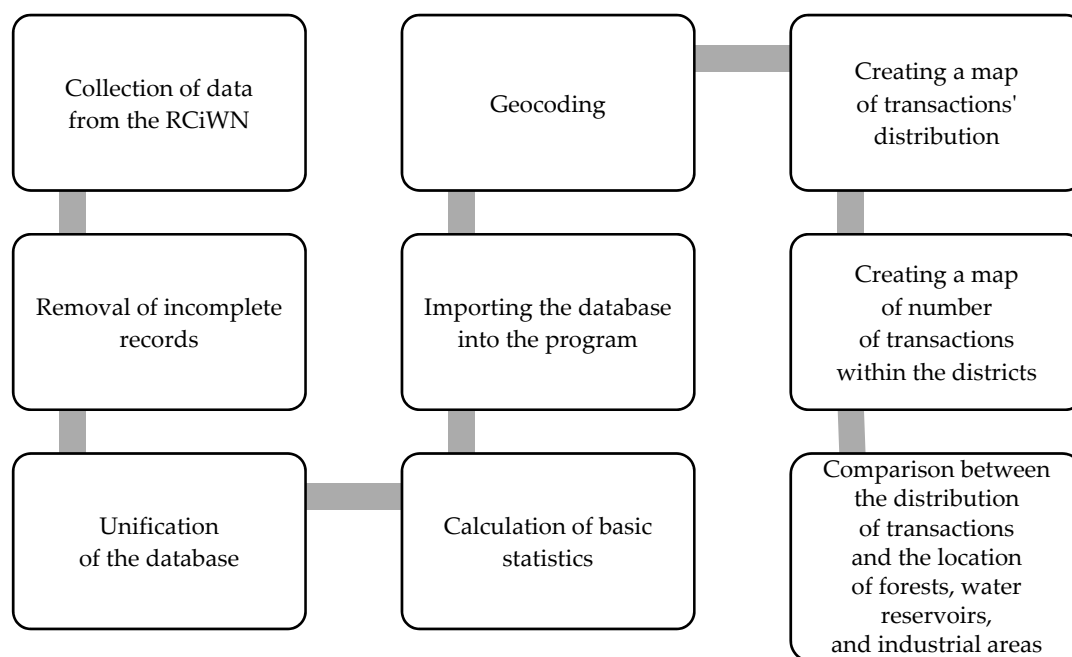 Collection of data
from the RCiWN
Removal of incomplete
records
Unification
of the database
Calculation of basic
statistics
Importing the database
into the program
Geocoding
Creating a map
of transactions'
distribution
Creating a map
of number
of transactions
within the districts
Comparison between
the distribution
of transactions
and the location
of forests, water
reservoirs,
and industrial areas